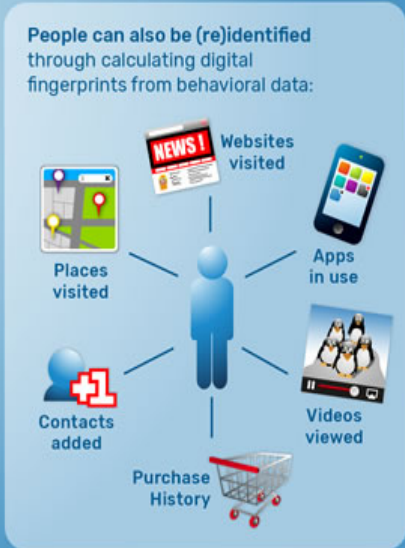 People can also be (re)identified
through calculating digital
fingerprints from behavioral data:
NEWS !
Websites
visited
Places
visited
Apps
in use
+1
Contacts
added
Videos
viewed
Purchase
History